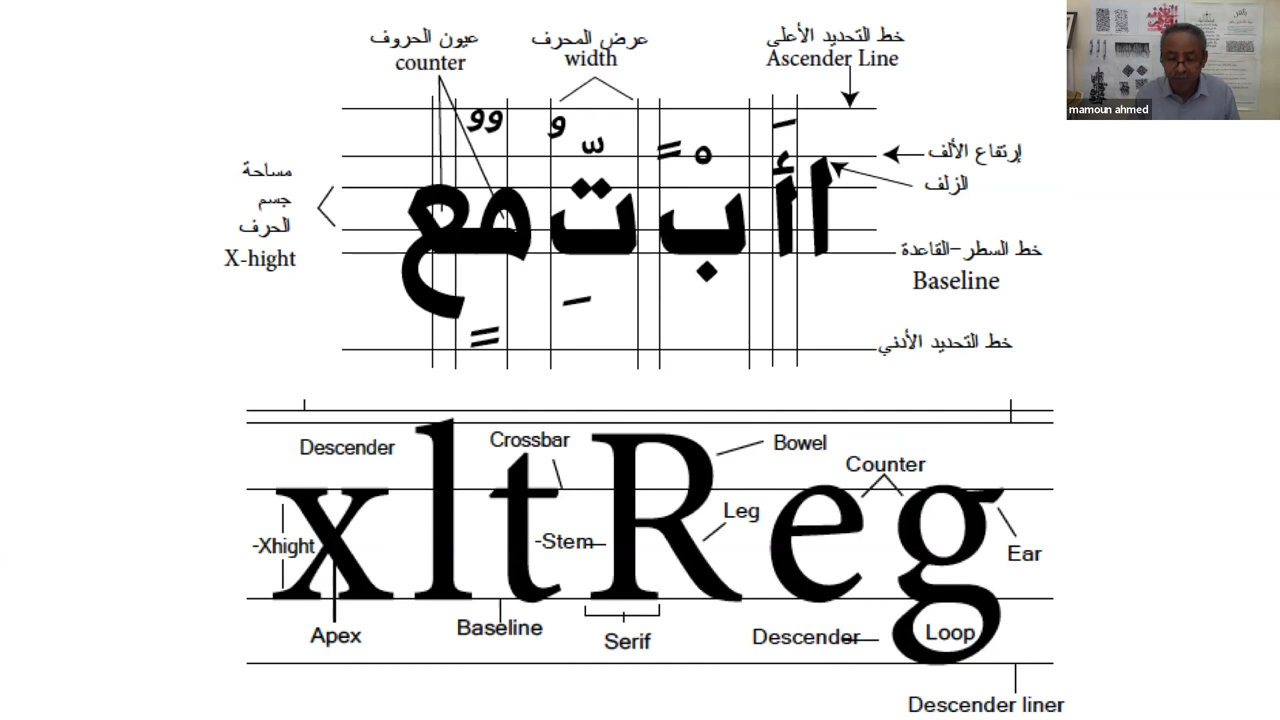 عيون الحروف
counter
عرض المحرف
width
خط التحديد الأعلى
Ascender Line
إرتفاع الألف
الزلف
مساحة
جسم
الحرف
X-hight
خط السطر-القاعدة
Baseline
خط التحديد الأدني
mamoun ahmed
Descender
Crossbar
Bowel
Counter
Leg
-Stem
-Xhight
Ear
xltReg
Apex
Baseline
Serif
Descender
Loop
Descender liner